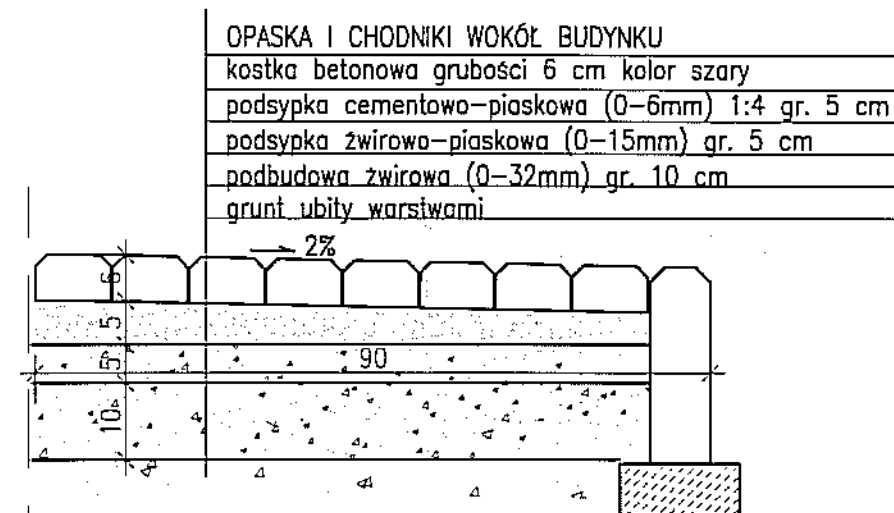 OPASKA I CHODNIKI WOKÓŁ BUDYNKU
kostka betonowa grubości 6 cm kolor szary
podsypka cementowo-piaskowa (0-6mm) 1:4 gr. 5 cm
podsypka żwirowo-piaskowa (0-15mm) gr. 5 cm
podbudowa żwirowa (0-32mm) gr. 10 cm
grunt ubity warstwami
2%
6
5
5
90
10